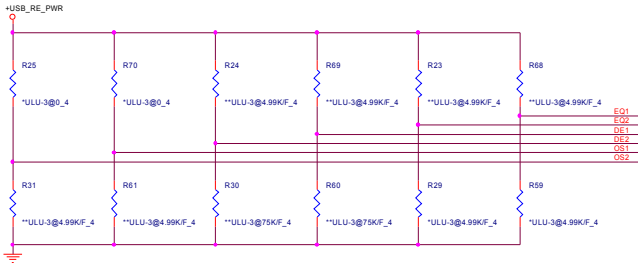 +USB_RE_PWR
R25 R70 R24 R69 R23 R68
*ULU-3@0_4 *ULU-3@0_4 **ULU-3@4.99K/F_4 **ULU-3@4.99K/F_4 **ULU-3@4.99K/F_4 **ULU-3@4.99K/F_4
EQ1
EQ2
DE1
DE2
OS1
OS2
R31 R61 R30 R60 R29 R59
**ULU-3@4.99K/F_4 *ULU-3@4.99K/F_4 **ULU-3@75K/F_4 **ULU-3@75K/F_4 **ULU-3@4.99K/F_4 *ULU-3@4.99K/F_4